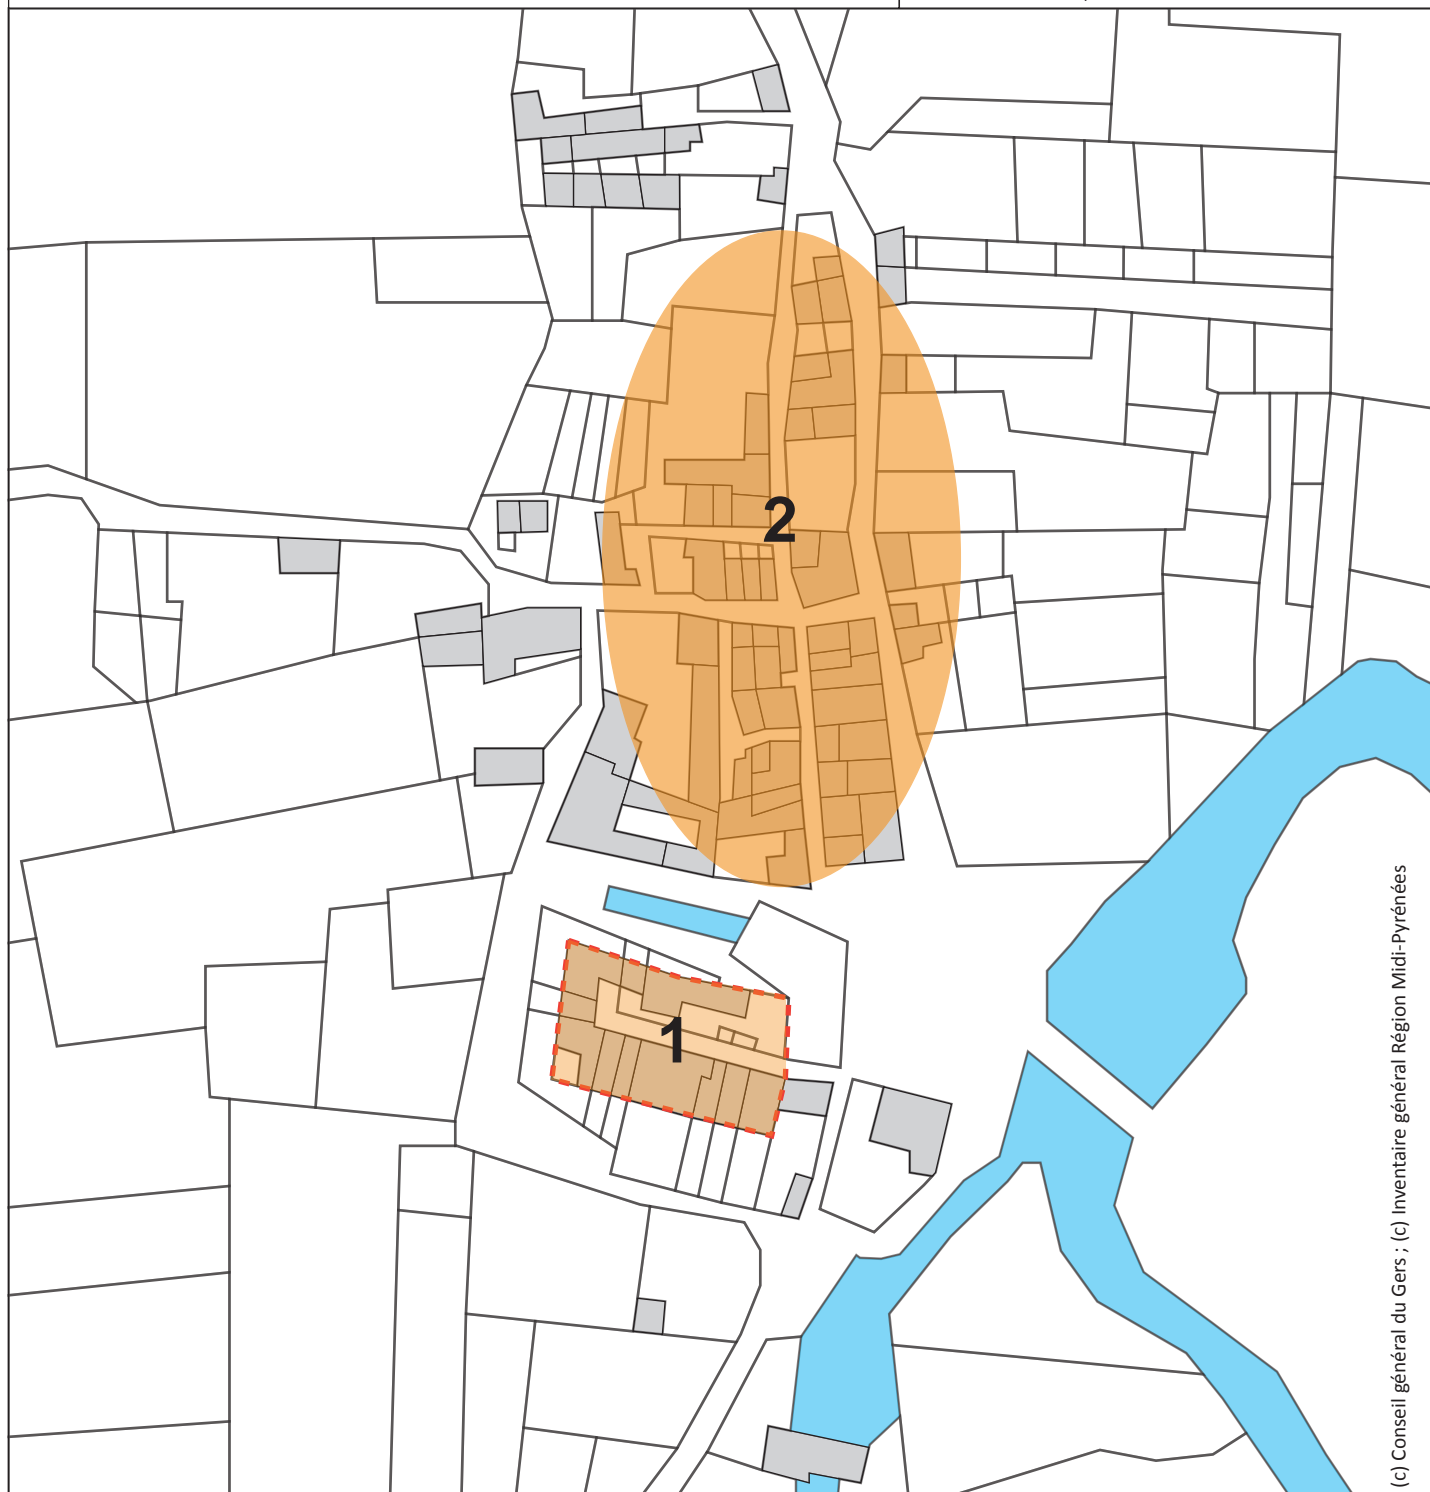 2
1
(c) Conseil général du Gers ; (c) Inventaire général Région Midi-Pyrénées